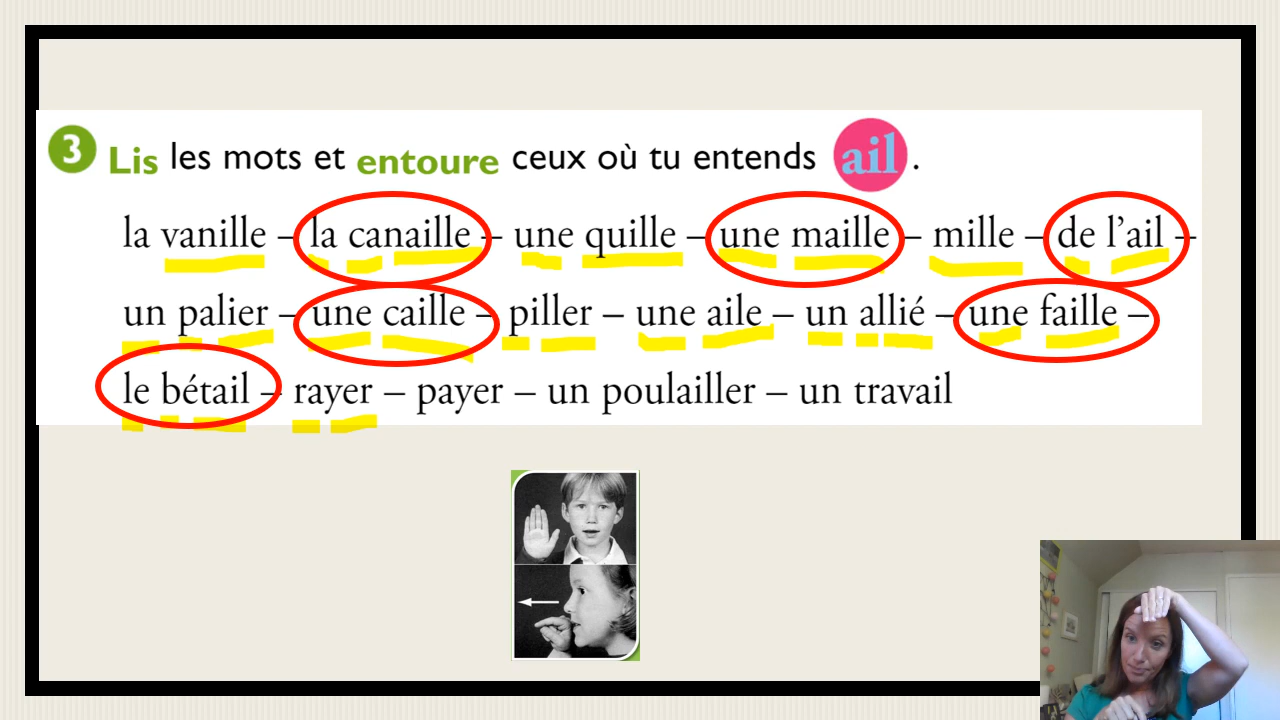 3 Lis les mots et entoure ceux où tu entends ail.
la vanille – la canaille – une quille – une maille – mille – de l’ail –
un palier – une caille – piller – une aile – un allié – une faille –
le bétail – rayer – payer – un poulailler – un travail